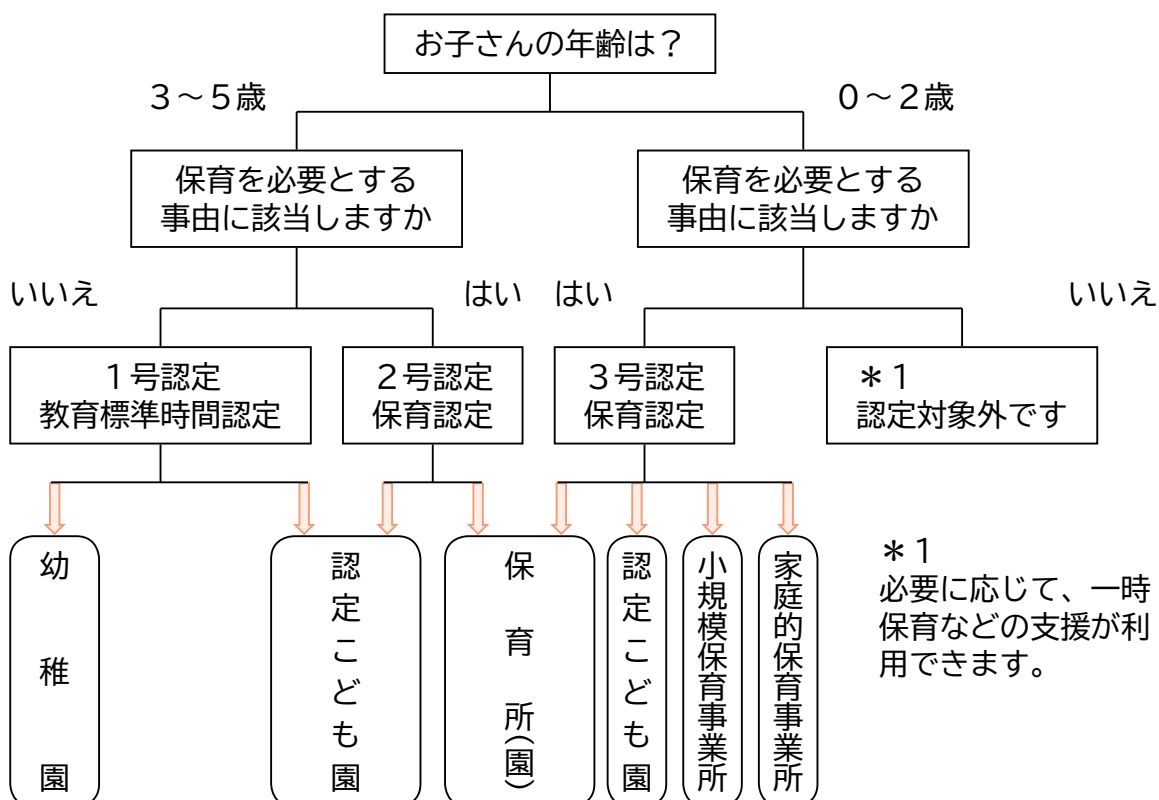 お子さんの年齢は？
３～５歳
０～２歳
保育を必要とする
事由に該当しますか
保育を必要とする
事由に該当しますか
いいえ
はい
はい
いいえ
１号認定
教育標準時間認定
２号認定
保育認定
３号認定
保育認定
＊１
認定対象外です
幼稚園
認定こども園
保育所(園)
認定こども園
小規模保育事業所
家庭的保育事業所
＊１
必要に応じて、一時
保育などの支援が利
用できます。